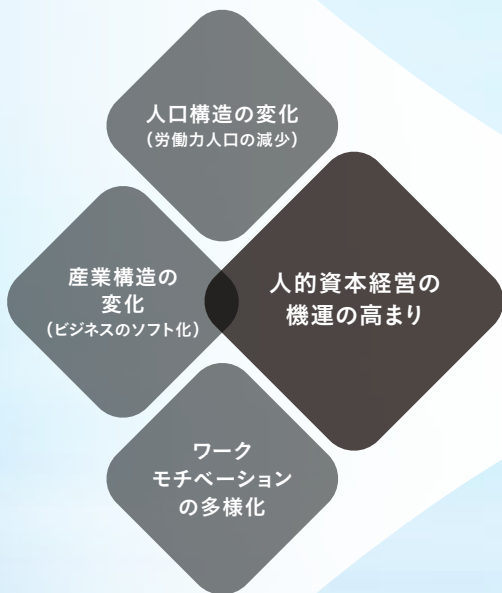 人口構造の変化
(労働力人口の減少)
産業構造の
変化
(ビジネスのソフト化)
人的資本経営の
機運の高まり
ワーク
モチベーション
の多様化